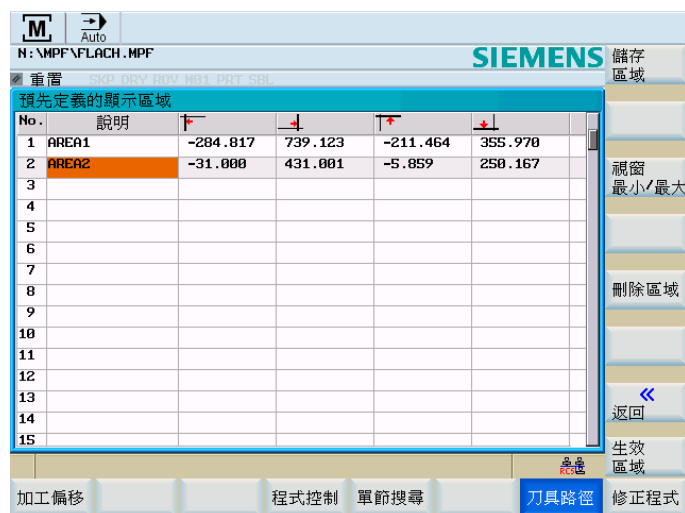 M Auto
N:\MPF\FLACH.MPF
SIEMENS
重置 SKP DRY ROV M01 PRT SBL
預先定義的顯示區域
No. 說明
1 AREA1 -284.817 739.123 -211.464 355.970
2 AREA2 -31.000 431.001 -5.859 250.167
3
4
5
6
7
8
9
10
11
12
13
14
15
RCS
加工偏移 程式控制 單節搜尋 刀具路徑 修正程式
儲存
區域
視窗
最小/最大
刪除區域
«
返回
生效
區域